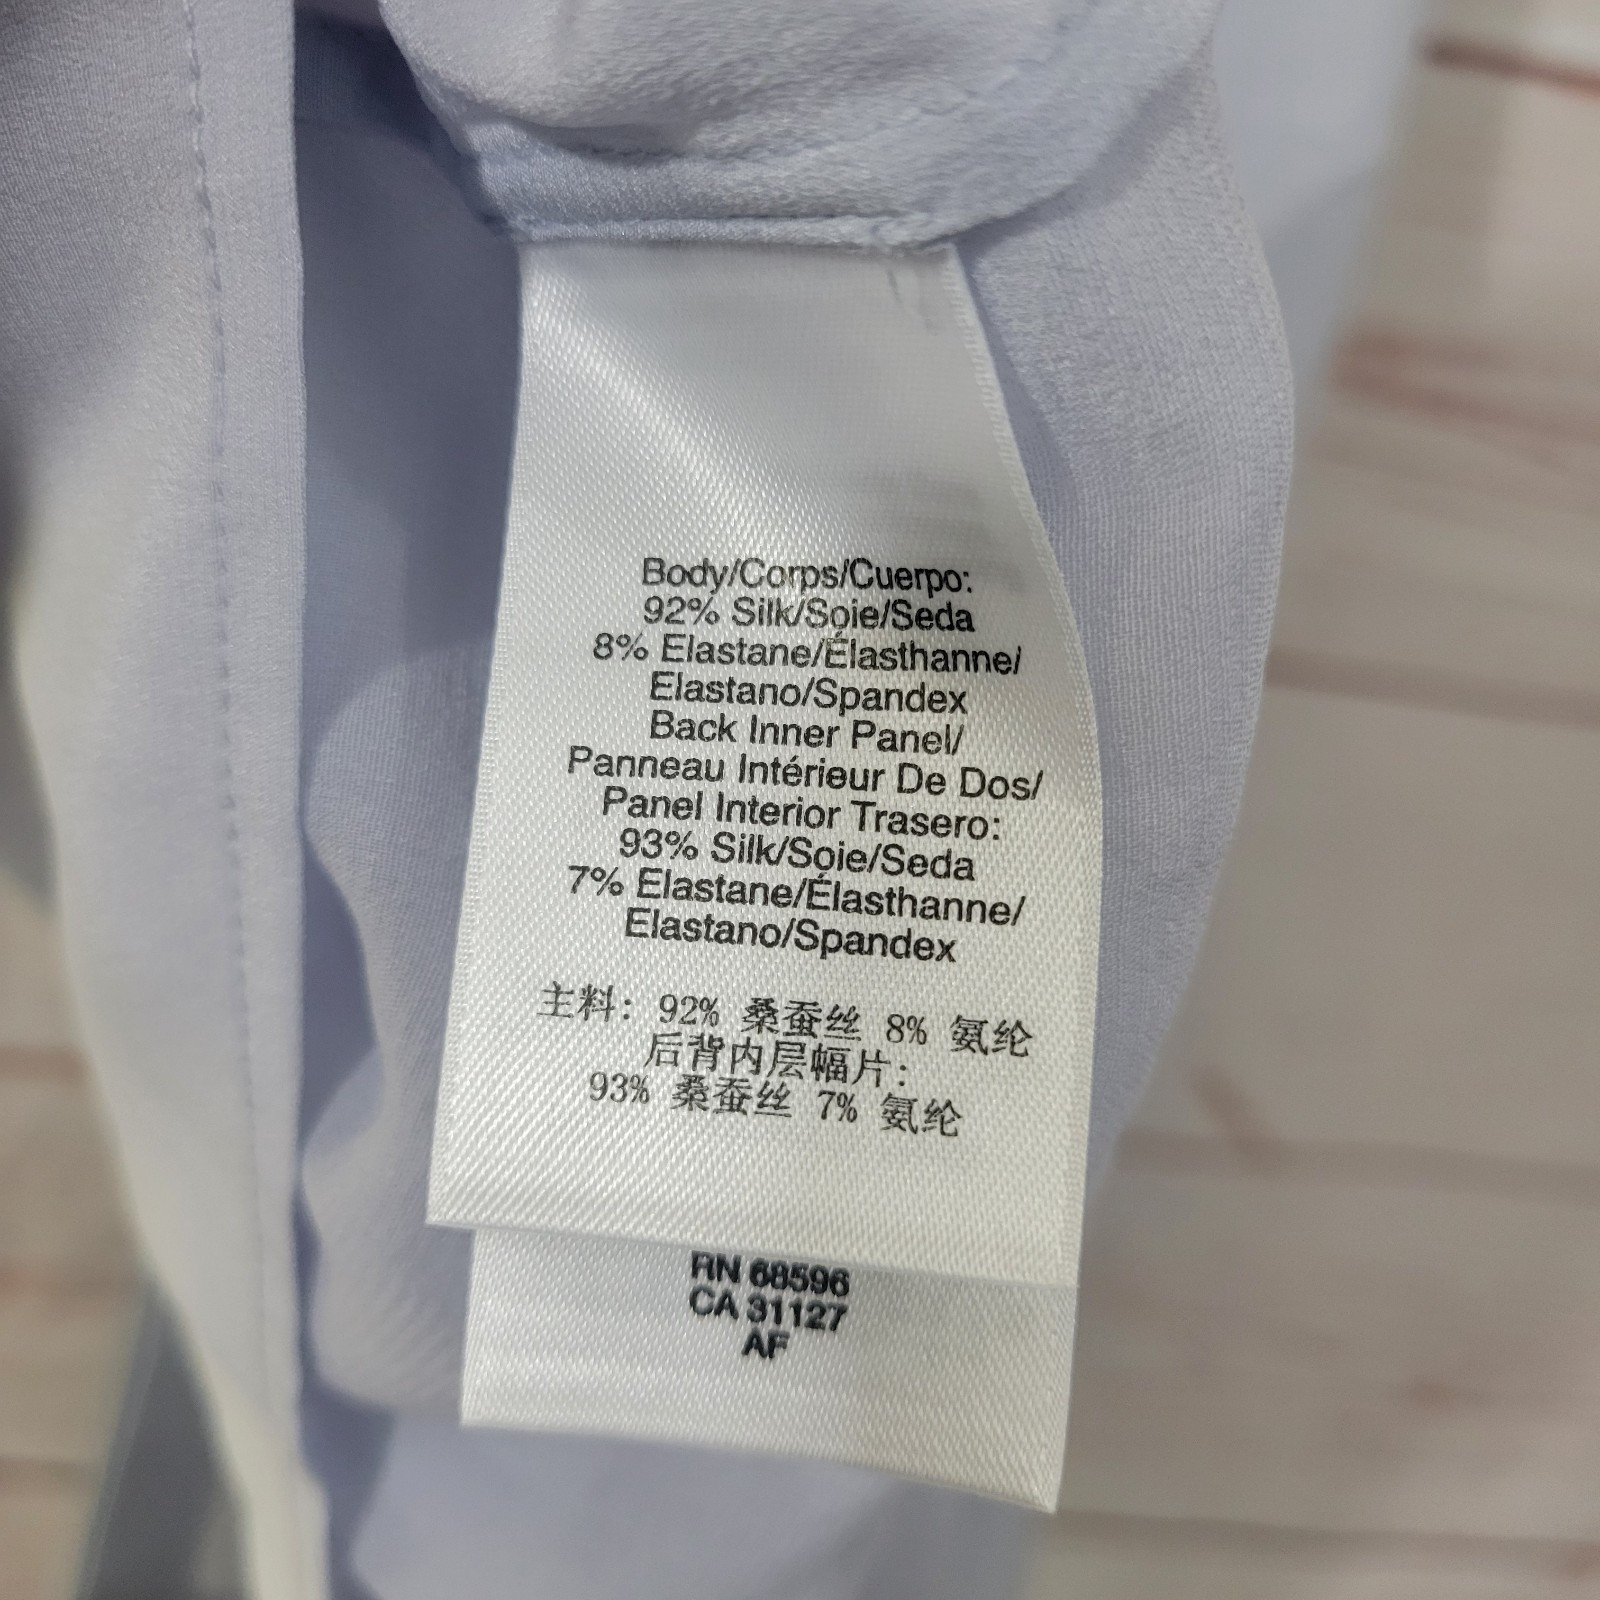 Body/Corps/Cuerpo:
92% Silk/Soie/Seda
8% Elastane/Élasthanne/
Elastano/Spandex
Back Inner Panel/
Panneau Intérieur De Dos/
Panel Interior Trasero:
93% Silk/Soie/Seda
7% Elastane/Élasthanne/
Elastano/Spandex
主料: 92% 桑蚕丝 8% 氨纶
后背内层幅片:
93% 桑蚕丝 7% 氨纶
RN 68596
CA 31127
AF